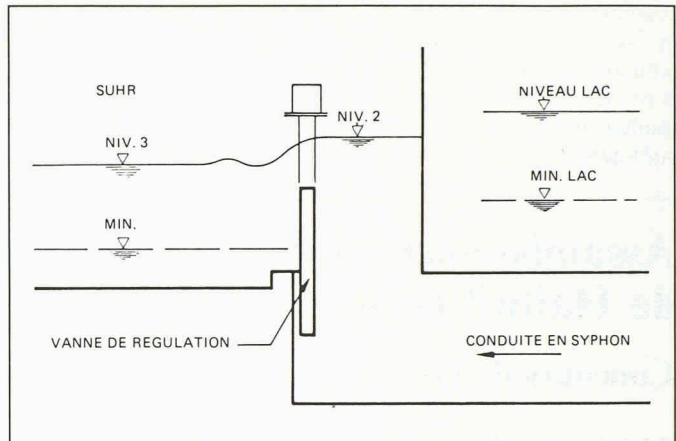 SUHR
NIVEAU LAC
NIV. 2
NIV. 3
MIN. LAC
MIN.
VANNE DE REGULATION
CONDUITE EN SYPHON